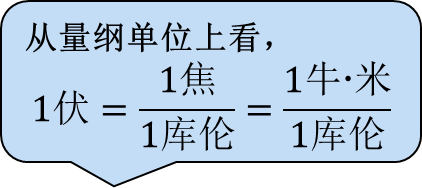 从量纲单位上看，
1伏 = 1焦/1库伦 = 1牛·米/1库伦